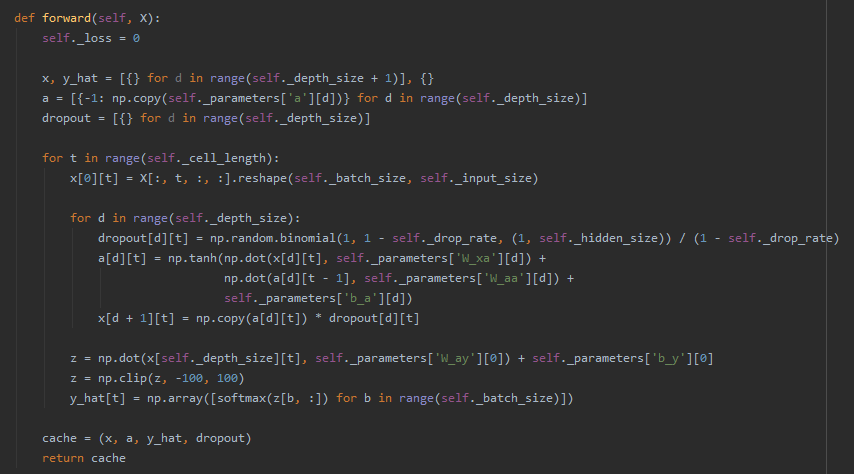 def forward(self, X):
    self._loss = 0

    x, y_hat = [{} for d in range(self._depth_size + 1)], {}
    a = [{-1: np.copy(self._parameters['a'][d])} for d in range(self._depth_size)]
    dropout = [{} for d in range(self._depth_size)]

    for t in range(self._cell_length):
        x[0][t] = X[:, t, :, :].reshape(self._batch_size, self._input_size)

        for d in range(self._depth_size):
            dropout[d][t] = np.random.binomial(1, 1 - self._drop_rate, (1, self._hidden_size)) / (1 - self._drop_rate)
            a[d][t] = np.tanh(np.dot(x[d][t], self._parameters['W_xa'][d]) +
                              np.dot(a[d][t - 1], self._parameters['W_aa'][d]) +
                              self._parameters['b_a'][d])
            x[d + 1][t] = np.copy(a[d][t]) * dropout[d][t]

        z = np.dot(x[self._depth_size][t], self._parameters['W_ay'][0]) + self._parameters['b_y'][0]
        z = np.clip(z, -100, 100)
        y_hat[t] = np.array([softmax(z[b, :]) for b in range(self._batch_size)])

    cache = (x, a, y_hat, dropout)
    return cache